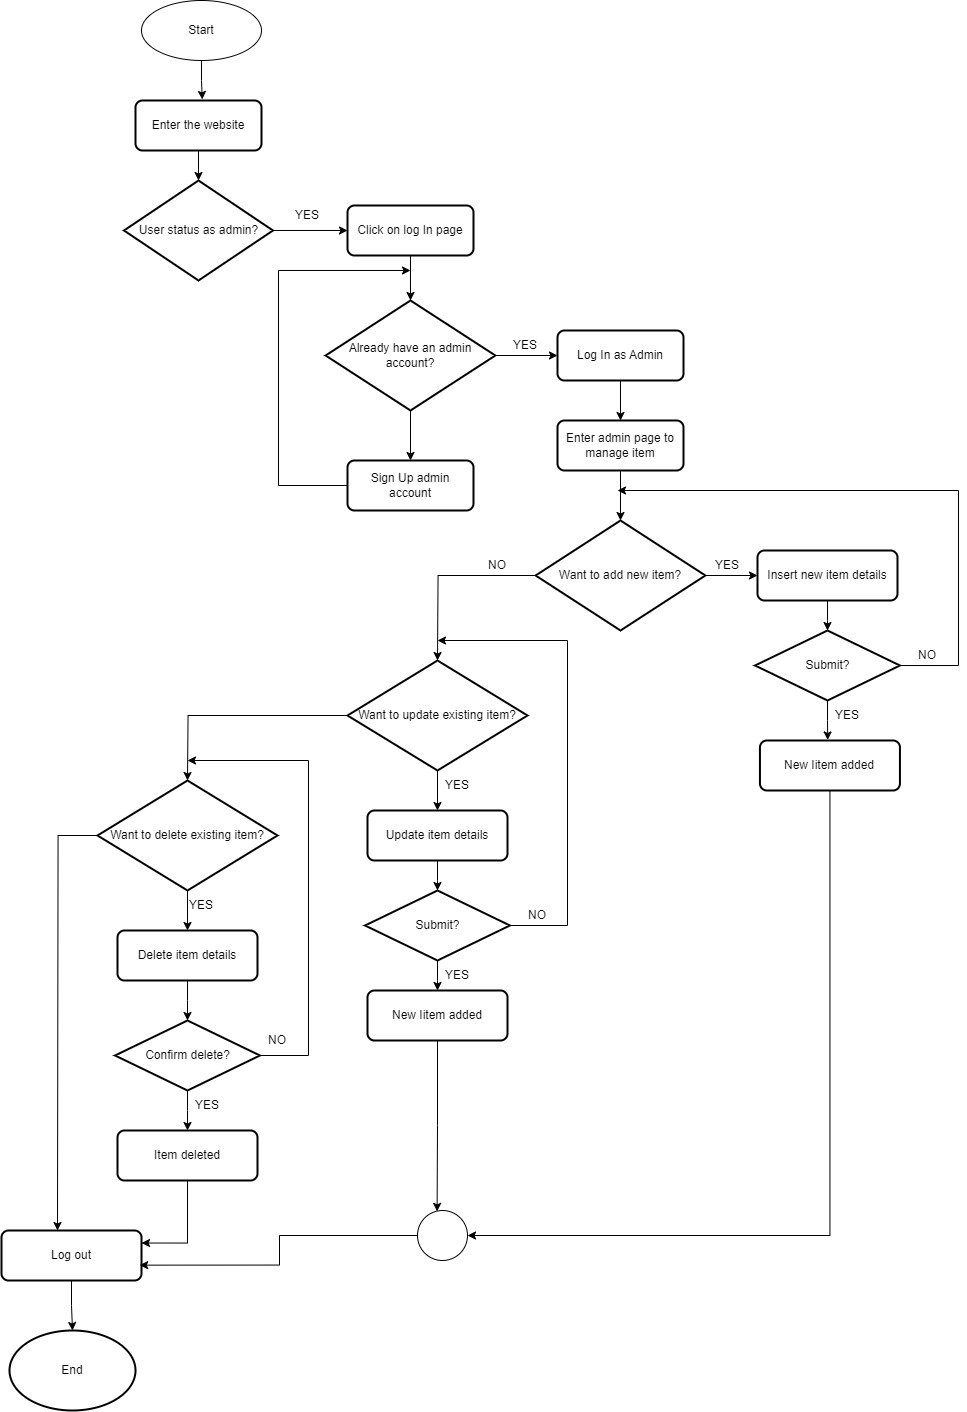 Start
Enter the website
User status as admin?
YES
Click on log In page
Already have an admin
account?
YES
Log In as Admin
Enter admin page to
manage item
Sign Up admin
account
NO
Want to add new item?
YES
Insert new item details
Submit?
NO
YES
New Iitem added
Want to update existing item?
YES
Update item details
Submit?
NO
YES
New Iitem added
Want to delete existing item?
YES
Delete item details
Confirm delete?
NO
YES
Item deleted
Log out
End